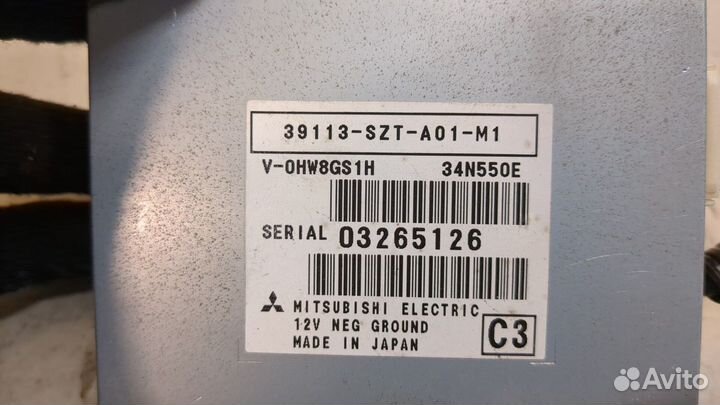 39113-SZT-A01-M1
V-0HW8GS1H 34N550E
SERIAL 03265126
MITSUBISHI ELECTRIC
12V NEG GROUND
MADE IN JAPAN
C3
Avito